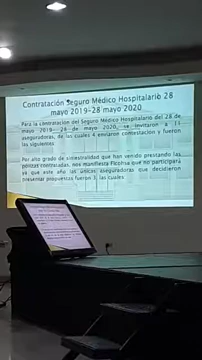 Contratación Seguro Médico Hospitalario 28
mayo 2019-28 mayo 2020
Para la contratación del Seguro Médico Hospitalario del 28 de
mayo 2019- 28 de mayo 2020, se invitaron a 11
aseguradoras, de las cuales 4 enviaron contestación y fueron
las siguientes
Por alto grado de siniestralidad que han venido prestando las
pólizas contratadas, nos manifiesta que no participará
ya que este año las únicas aseguradoras que decidieron
presentar propuestas fueron 3, las cuales